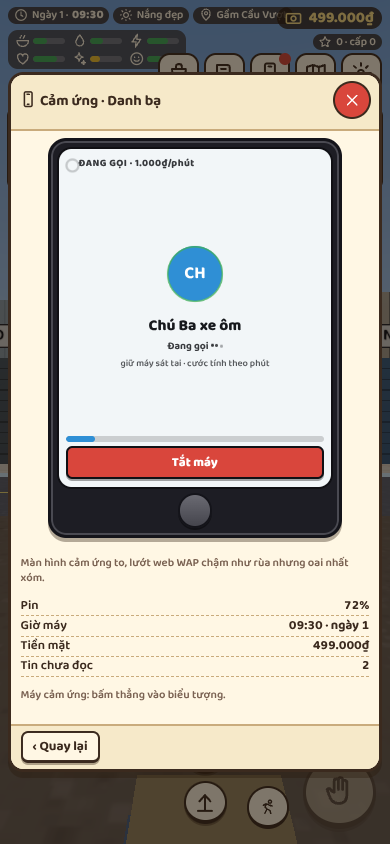 Ngày 1 · 09:30
Nắng đẹp
Gầm Cầu Vư
499.000₫
0 · cấp 0
Cảm ứng · Danh bạ
ĐANG GỌI · 1.000₫/phút
CH
Chú Ba xe ôm
Đang gọi
giữ máy sát tai · cước tính theo phút
Tắt máy
Màn hình cảm ứng to, lướt web WAP chậm như rùa nhưng oai nhất
xóm.
Pin 72%
Giờ máy 09:30 · ngày 1
Tiền mặt 499.000₫
Tin chưa đọc 2
Máy cảm ứng: bấm thẳng vào biểu tượng.
‹ Quay lại